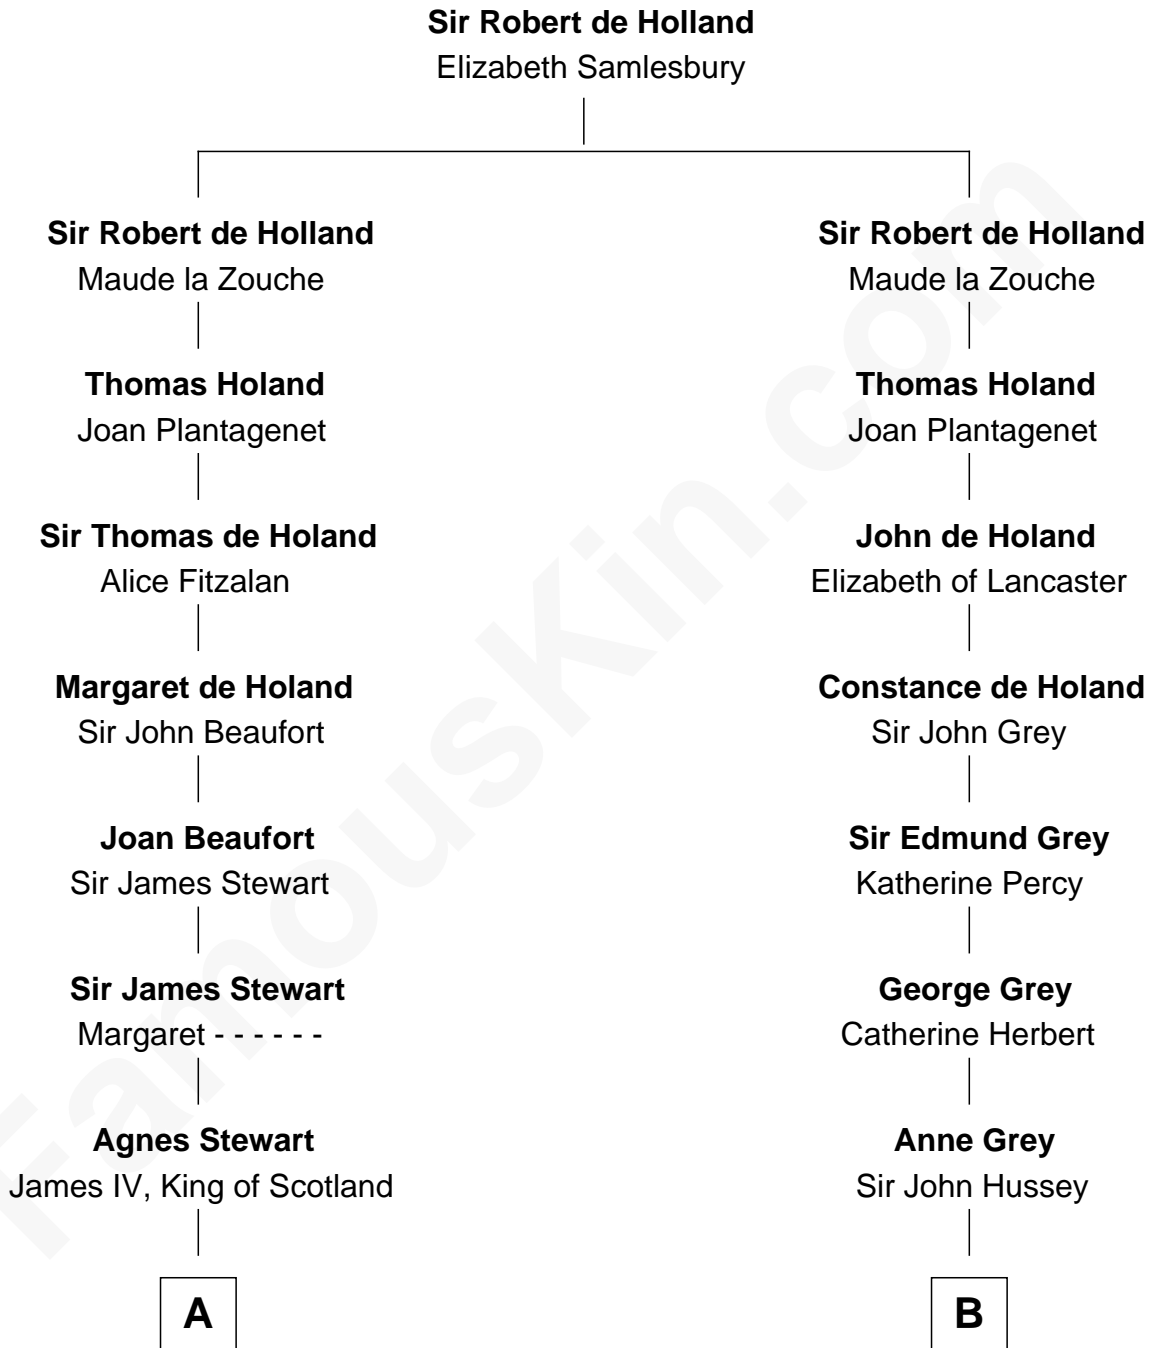 Sir Robert de Holland
Elizabeth Samlesbury
Sir Robert de Holland
Maude la Zouche
Thomas Holand
Joan Plantagenet
Sir Thomas de Holand
Alice Fitzalan
Margaret de Holand
Sir John Beaufort
Joan Beaufort
Sir James Stewart
Sir James Stewart
Margaret - - - - - -
Agnes Stewart
James IV, King of Scotland
A
Sir Robert de Holland
Maude la Zouche
Thomas Holand
Joan Plantagenet
John de Holand
Elizabeth of Lancaster
Constance de Holand
Sir John Grey
Sir Edmund Grey
Katherine Percy
George Grey
Catherine Herbert
Anne Grey
Sir John Hussey
B
FamousKin.com